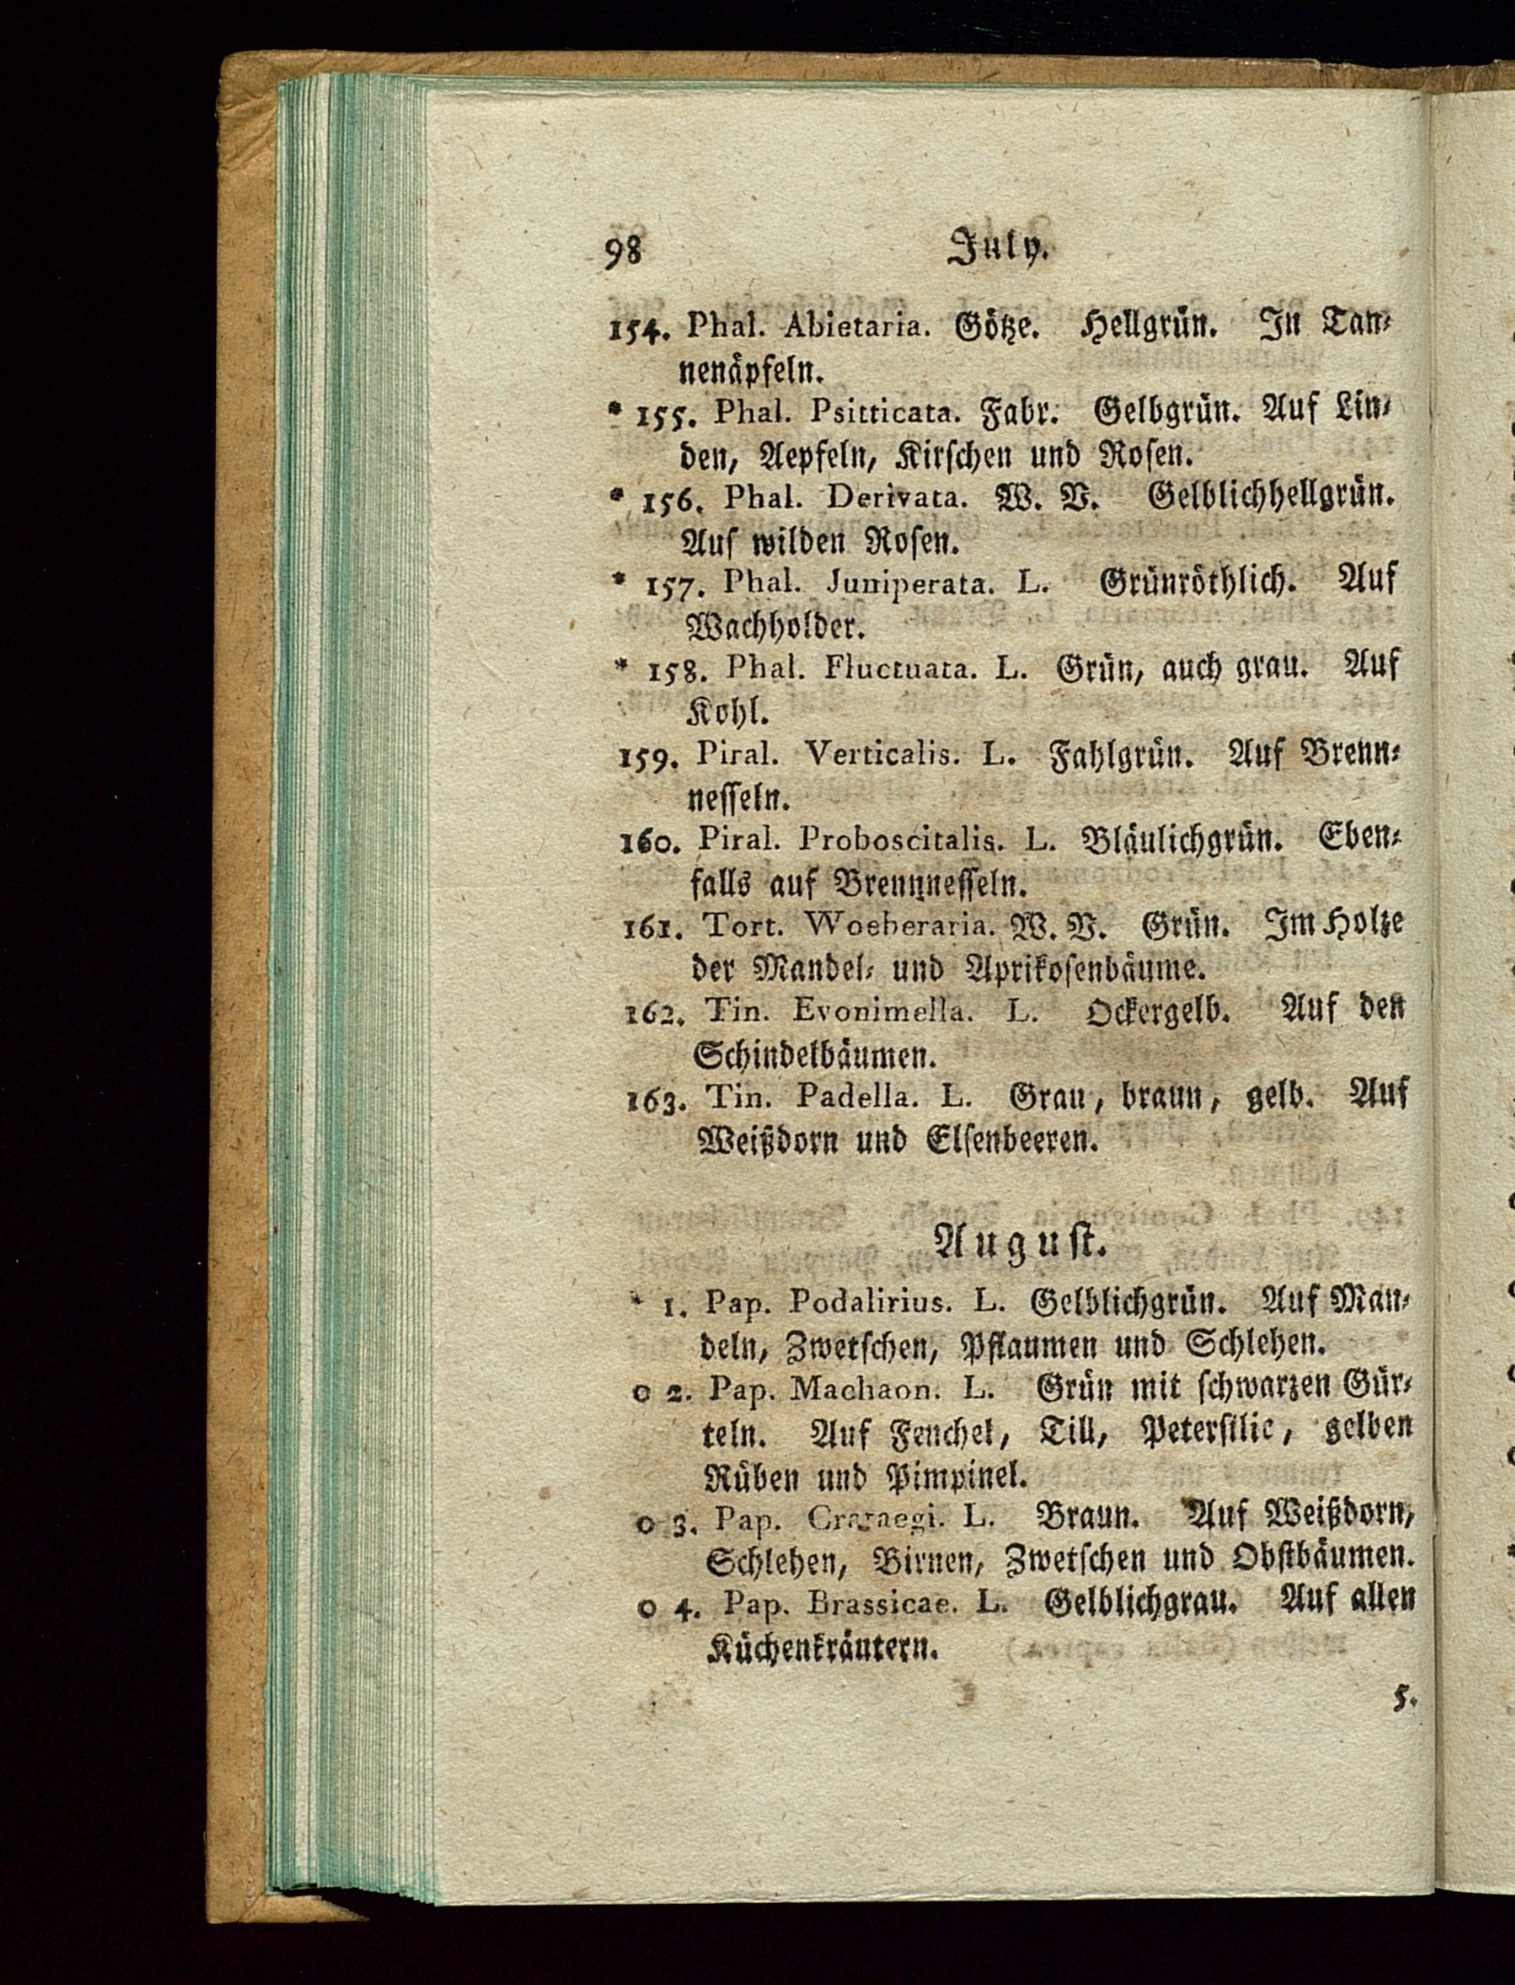 98 July.
154. Phal. Abietaria. Götze. Hellgrün. In Tan-
nenäpfeln.
* 155. Phal. Psitticata. Fabr. Gelbgrün. Auf Lin-
den, Aepfeln, Kirschen und Rosen.
* 156. Phal. Derivata. W. V. Gelblichhellgrün.
Auf wilden Rosen.
* 157. Phal. Juniperata. L. Grünröthlich. Auf
Wachholder.
* 158. Phal. Fluctuata. L. Grün, auch grau. Auf
Kohl.
159. Piral. Verticalis. L. Fahlgrün. Auf Brenn-
nesseln.
160. Piral. Proboscitalis. L. Bläulichgrün. Eben-
falls auf Brennnesseln.
161. Tort. Woeberaria. W. V. Grün. Im Holze
der Mandel- und Aprikosenbäume.
162. Tin. Evonimella. L. Ockergelb. Auf den
Schindelbäumen.
163. Tin. Padella. L. Grau, braun, gelb. Auf
Weißdorn und Elsenbeeren.
August.
* 1. Pap. Podalirius. L. Gelblichgrün. Auf Man-
deln, Zwetschen, Pflaumen und Schlehen.
o 2. Pap. Machaon. L. Grün mit schwarzen Gür-
teln. Auf Fenchel, Till, Petersilie, gelben
Rüben und Pimpinel.
o 3. Pap. Crataegi. L. Braun. Auf Weißdorn,
Schlehen, Birnen, Zwetschen und Obstbäumen.
o 4. Pap. Brassicae. L. Gelblichgrau. Auf allen
Küchenkräutern.
5.